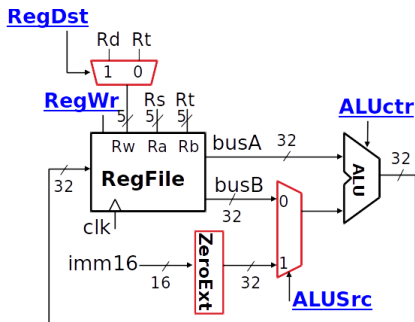 RegDst
Rd Rt
1 0
RegWr
Rs Rt
ALUctr
5 5 5
Rw Ra Rb
busA 32
32
RegFile
32
busB
32
clk
0
ALU
imm16
16
ZeroExt
32
1
ALUSrc